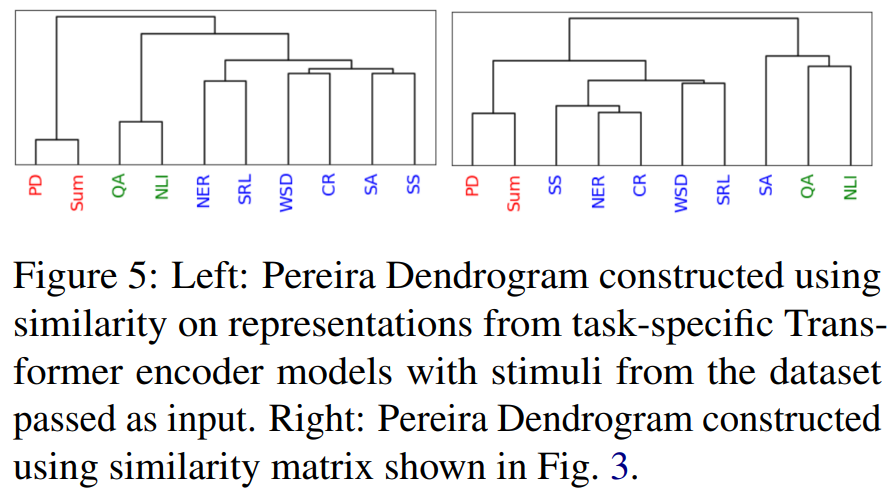 PD Sum QA NLI NER SRL WSD CR SA SS
PD Sum SS NER CR WSD SRL SA QA NLI
Figure 5: Left: Pereira Dendrogram constructed using
similarity on representations from task-specific Trans-
former encoder models with stimuli from the dataset
passed as input. Right: Pereira Dendrogram constructed
using similarity matrix shown in Fig. 3.